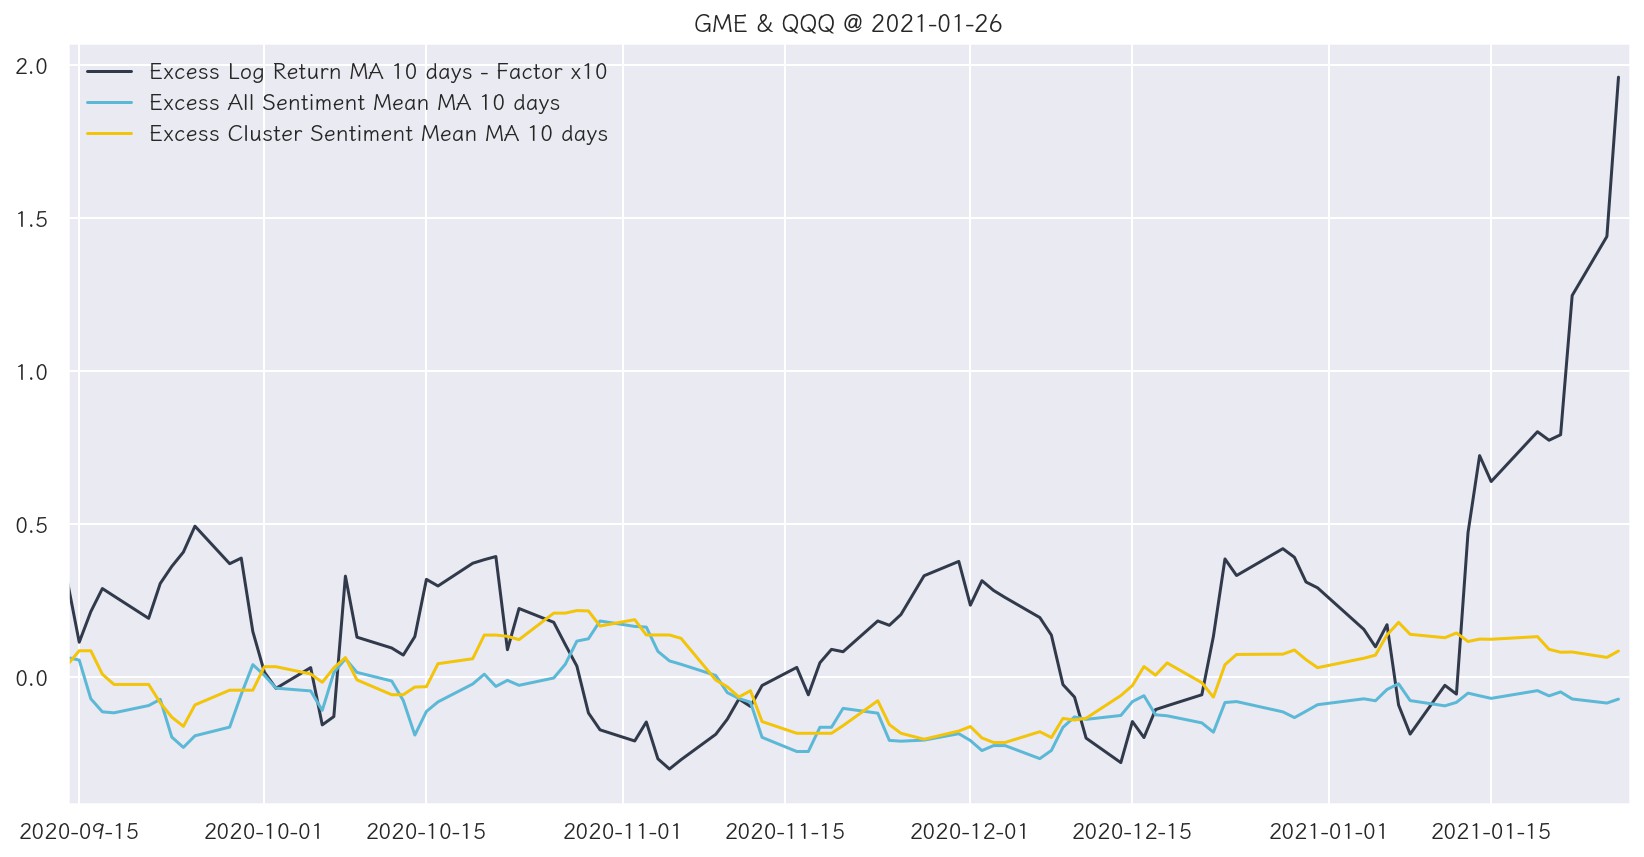 GME & QQQ @ 2021-01-26
Excess Log Return MA 10 days - Factor x10
Excess All Sentiment Mean MA 10 days
Excess Cluster Sentiment Mean MA 10 days
2.0
1.5
1.0
0.5
0.0
2020-09-15 2020-10-01 2020-10-15 2020-11-01 2020-11-15 2020-12-01 2020-12-15 2021-01-01 2021-01-15